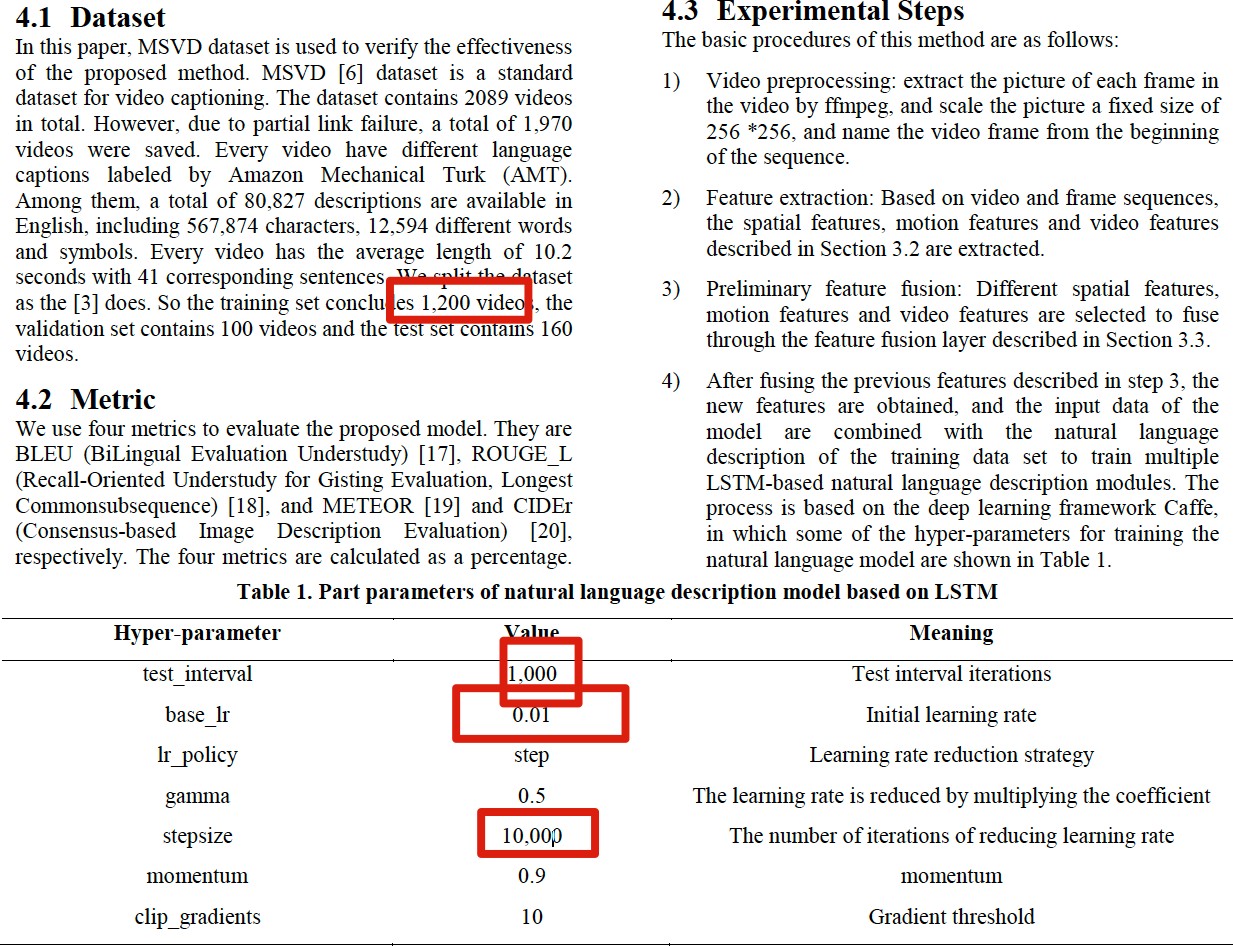 4.1 Dataset
In this paper, MSVD dataset is used to verify the effectiveness
of the proposed method. MSVD [6] dataset is a standard
dataset for video captioning. The dataset contains 2089 videos
in total. However, due to partial link failure, a total of 1,970
videos were saved. Every video have different language
captions labeled by Amazon Mechanical Turk (AMT).
Among them, a total of 80,827 descriptions are available in
English, including 567,874 characters, 12,594 different words
and symbols. Every video has the average length of 10.2
seconds with 41 corresponding sentences. We split the dataset
as the [3] does. So the training set concludes 1,200 videos, the
validation set contains 100 videos and the test set contains 160
videos.
4.2 Metric
We use four metrics to evaluate the proposed model. They are
BLEU (BiLingual Evaluation Understudy) [17], ROUGE_L
(Recall-Oriented Understudy for Gisting Evaluation, Longest
Commonsubsequence) [18], and METEOR [19] and CIDEr
(Consensus-based Image Description Evaluation) [20],
respectively. The four metrics are calculated as a percentage.
4.3 Experimental Steps
The basic procedures of this method are as follows:
1) Video preprocessing: extract the picture of each frame in
the video by ffmpeg, and scale the picture a fixed size of
256 *256, and name the video frame from the beginning
of the sequence.
2) Feature extraction: Based on video and frame sequences,
the spatial features, motion features and video features
described in Section 3.2 are extracted.
3) Preliminary feature fusion: Different spatial features,
motion features and video features are selected to fuse
through the feature fusion layer described in Section 3.3.
4) After fusing the previous features described in step 3, the
new features are obtained, and the input data of the
model are combined with the natural language
description of the training data set to train multiple
LSTM-based natural language description modules. The
process is based on the deep learning framework Caffe,
in which some of the hyper-parameters for training the
natural language model are shown in Table 1.
Table 1. Part parameters of natural language description model based on LSTM
Hyper-parameter Value Meaning
test_interval 1,000 Test interval iterations
base_lr 0.01 Initial learning rate
lr_policy step Learning rate reduction strategy
gamma 0.5 The learning rate is reduced by multiplying the coefficient
stepsize 10,000 The number of iterations of reducing learning rate
momentum 0.9 momentum
clip_gradients 10 Gradient threshold